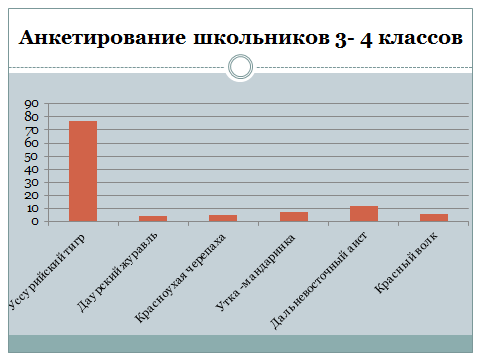 Анкетирование школьников 3- 4 классов
90
80
70
60
50
40
30
20
10
0
Уссурийский тигр
Даурский журавль
Красноухая черепаха
Утка -мандаринка
Дальневосточный аист
Красный волк